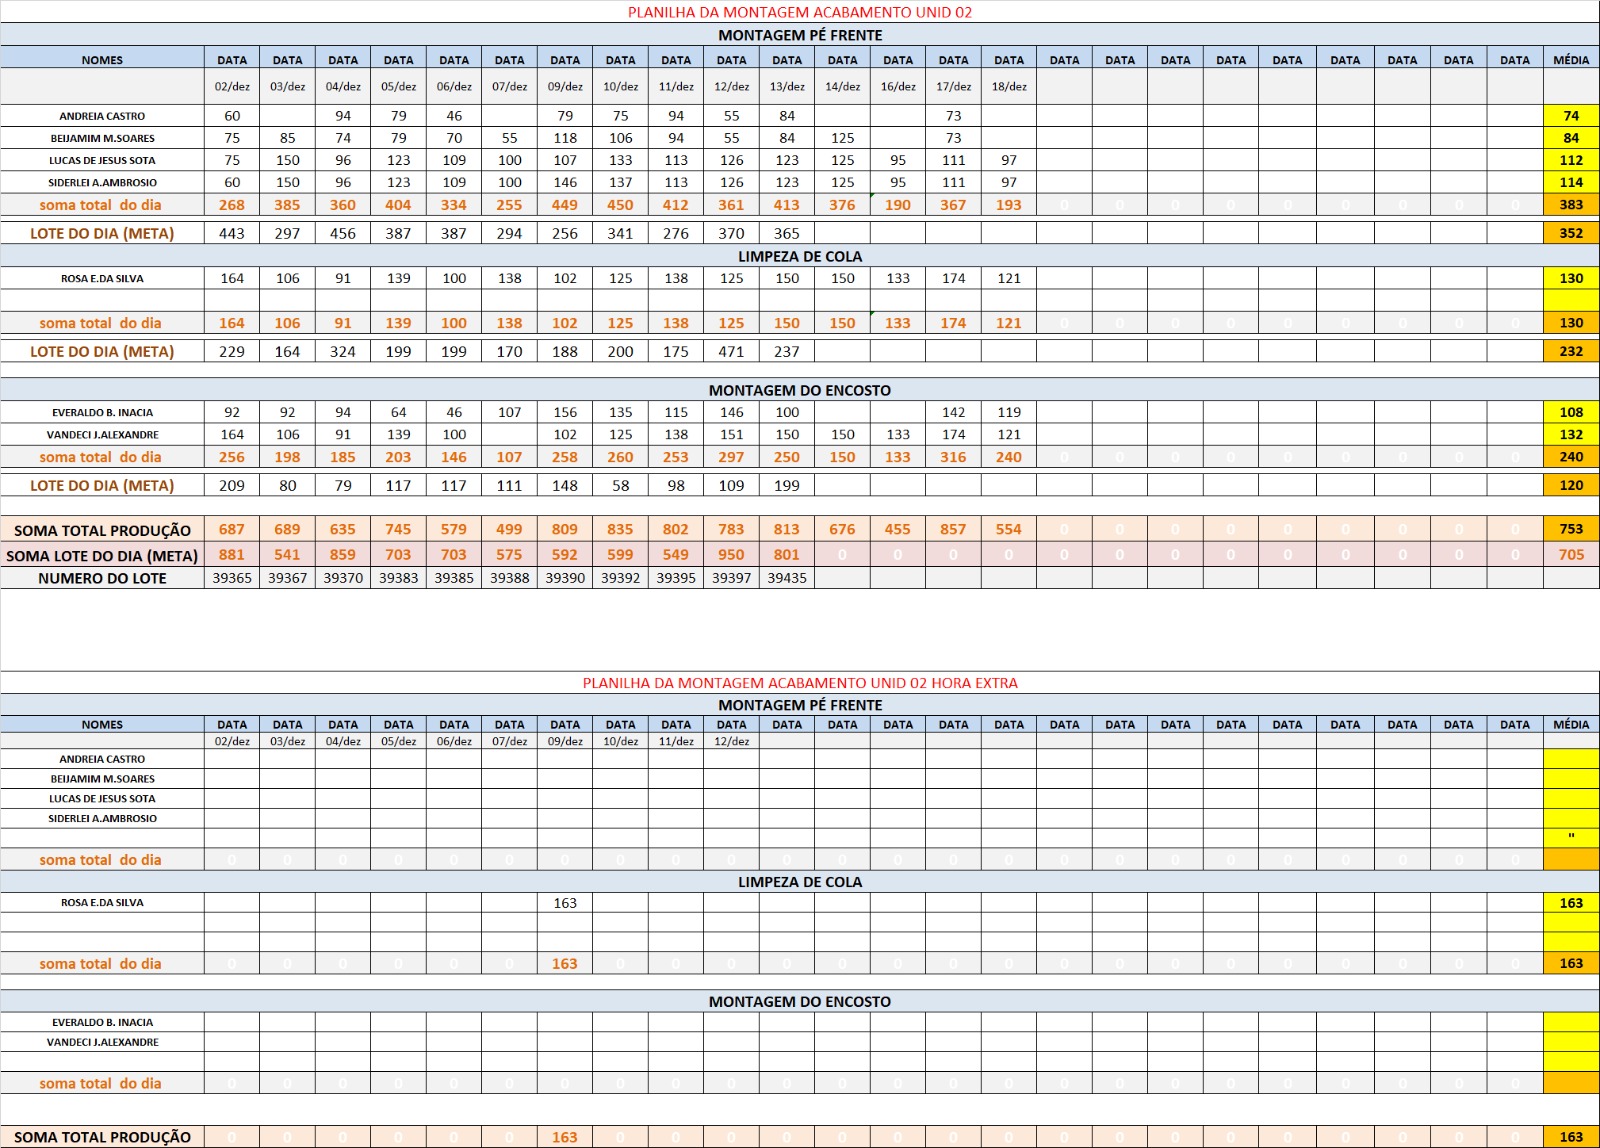 PLANILHA DA MONTAGEM ACABAMENTO UNID 02
MONTAGEM PÉ FRENTE
NOMES DATA DATA DATA DATA DATA DATA DATA DATA DATA DATA DATA DATA DATA DATA DATA DATA DATA DATA DATA DATA DATA DATA DATA DATA MÉDIA
02/dez 03/dez 04/dez 05/dez 06/dez 07/dez 09/dez 10/dez 11/dez 12/dez 13/dez 14/dez 16/dez 17/dez 18/dez
ANDREIA CASTRO 60 94 79 46 79 75 94 55 84 73 74
BEIJAMIM M.SOARES 75 85 74 79 70 55 118 106 94 55 84 125 73 84
LUCAS DE JESUS SOTA 75 150 96 123 109 100 107 133 113 126 123 125 95 111 97 112
SIDERLEI A.AMBROSIO 60 150 96 123 109 100 146 137 113 126 123 125 95 111 97 114
soma total do dia 268 385 360 404 334 255 449 450 412 361 413 376 190 367 193 0 0 0 0 0 0 0 0 0 383
LOTE DO DIA (META) 443 297 456 387 387 294 256 341 276 370 365 352
LIMPEZA DE COLA
ROSA E.DA SILVA 164 106 91 139 100 138 102 125 138 125 150 150 133 174 121 130
soma total do dia 164 106 91 139 100 138 102 125 138 125 150 150 133 174 121 0 0 0 0 0 0 0 0 0 130
LOTE DO DIA (META) 229 164 324 199 199 170 188 200 175 471 237 232
MONTAGEM DO ENCOSTO
EVERALDO B. INACIA 92 92 94 64 46 107 156 135 115 146 100 142 119 108
VANDECI J.ALEXANDRE 164 106 91 139 100 102 125 138 151 150 150 133 174 121 132
soma total do dia 256 198 185 203 146 107 258 260 253 297 250 150 133 316 240 0 0 0 0 0 0 0 0 0 240
LOTE DO DIA (META) 209 80 79 117 117 111 148 58 98 109 199 120
SOMA TOTAL PRODUÇÃO 687 689 635 745 579 499 809 835 802 783 813 676 455 857 554 0 0 0 0 0 0 0 0 0 753
SOMA LOTE DO DIA (META) 881 541 859 703 703 575 592 599 549 950 801 0 0 0 0 0 0 0 0 0 0 0 0 0 705
NUMERO DO LOTE 39365 39367 39370 39383 39385 39388 39390 39392 39395 39397 39435
PLANILHA DA MONTAGEM ACABAMENTO UNID 02 HORA EXTRA
MONTAGEM PÉ FRENTE
NOMES DATA DATA DATA DATA DATA DATA DATA DATA DATA DATA DATA DATA DATA DATA DATA DATA DATA DATA DATA DATA DATA DATA DATA DATA MÉDIA
02/dez 03/dez 04/dez 05/dez 06/dez 07/dez 09/dez 10/dez 11/dez 12/dez
ANDREIA CASTRO
BEIJAMIM M.SOARES
LUCAS DE JESUS SOTA
SIDERLEI A.AMBROSIO
"
soma total do dia 0 0 0 0 0 0 0 0 0 0 0 0 0 0 0 0 0 0 0 0 0 0 0 0
LIMPEZA DE COLA
ROSA E.DA SILVA 163 163
soma total do dia 0 0 0 0 0 0 163 0 0 0 0 0 0 0 0 0 0 0 0 0 0 0 0 0 163
MONTAGEM DO ENCOSTO
EVERALDO B. INACIA
VANDECI J.ALEXANDRE
soma total do dia 0 0 0 0 0 0 0 0 0 0 0 0 0 0 0 0 0 0 0 0 0 0 0 0
SOMA TOTAL PRODUÇÃO 0 0 0 0 0 0 163 0 0 0 0 0 0 0 0 0 0 0 0 0 0 0 0 0 163